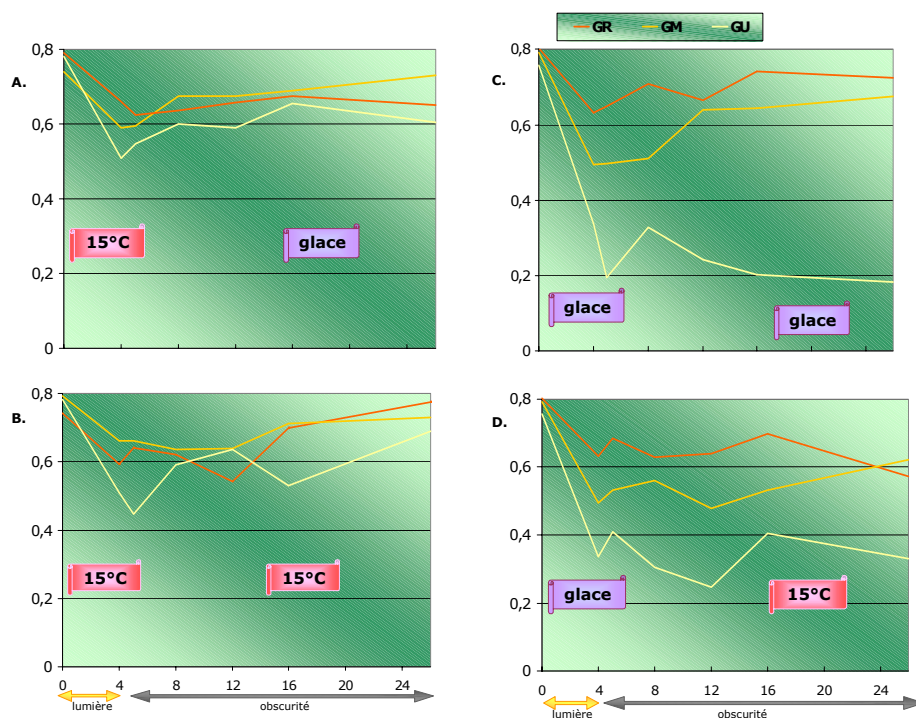 GR GM GU
A.
0,8
0,6
0,4
0,2
0
15°C
glace
C.
0,8
0,6
0,4
0,2
0
glace
glace
B.
0,8
0,6
0,4
0,2
0
15°C
15°C
0 4 8 12 16 20 24
lumière
obscurité
D.
0,8
0,6
0,4
0,2
0
glace
15°C
0 4 8 12 16 20 24
lumière
obscurité